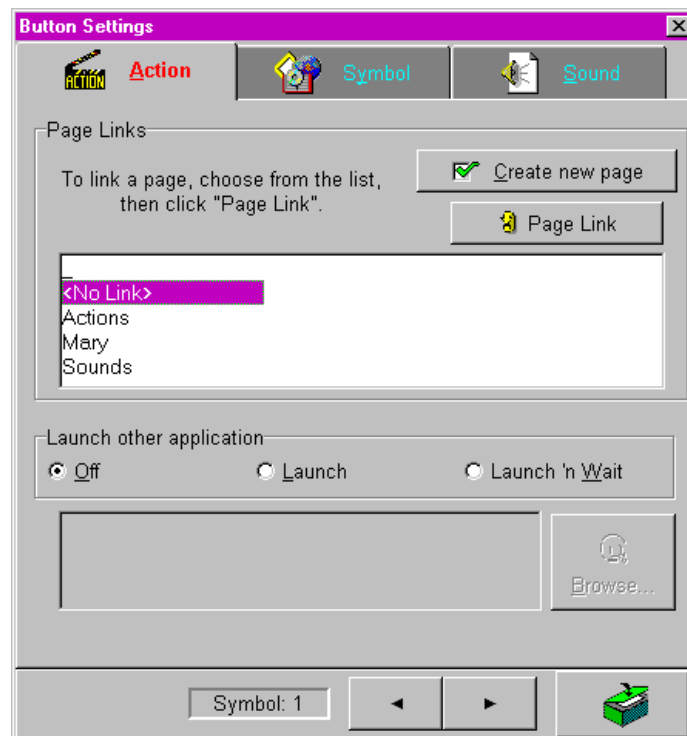 Button Settings
ACTION Action Symbol Sound
Page Links
To link a page, choose from the list,
then click "Page Link".
Create new page
Page Link
_
<No Link>
Actions
Mary
Sounds
Launch other application
Off Launch Launch 'n Wait
Browse...
Symbol: 1